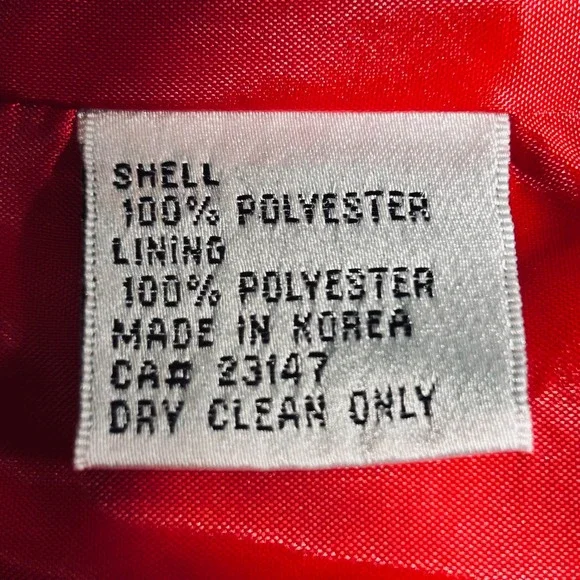 SHELL
100% POLYESTER
LINING
100% POLYESTER
MADE IN KOREA
CA# 23147
DRY CLEAN ONLY